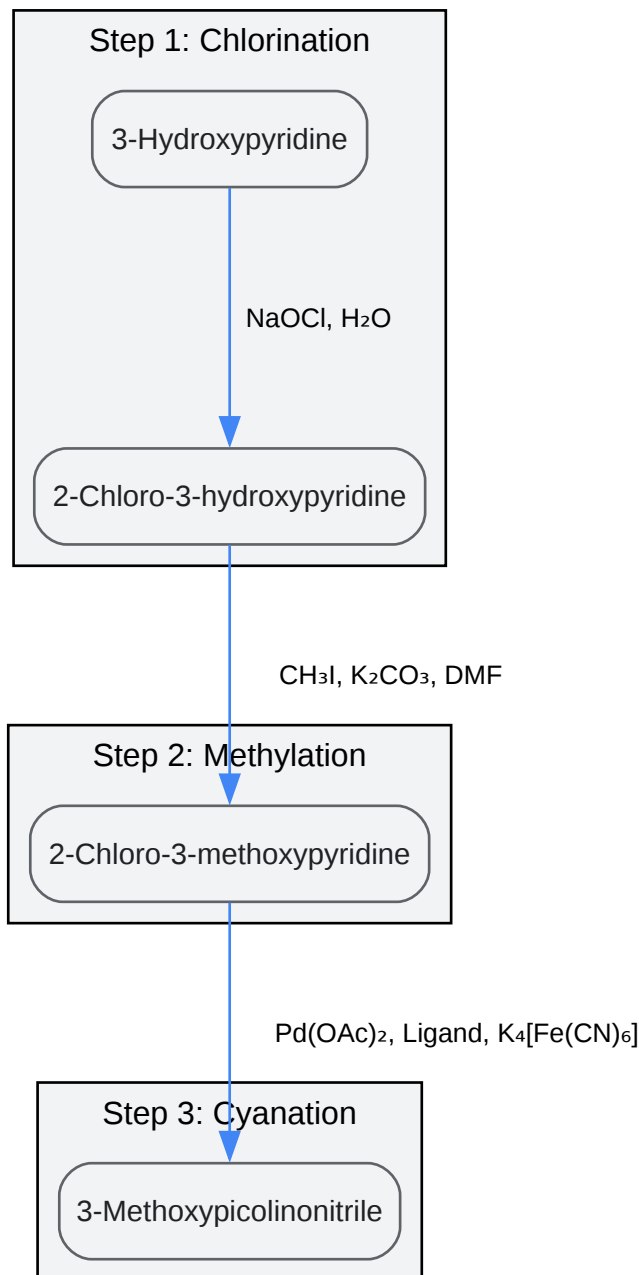 Step 1: Chlorination
3-Hydroxypyridine
NaOCl, H₂O
2-Chloro-3-hydroxypyridine
CH₃I, K₂CO₃, DMF
Step 2: Methylation
2-Chloro-3-methoxypyridine
Pd(OAc)₂, Ligand, K₄[Fe(CN)₆]
Step 3: Cyanation
3-Methoxypicolinonitrile